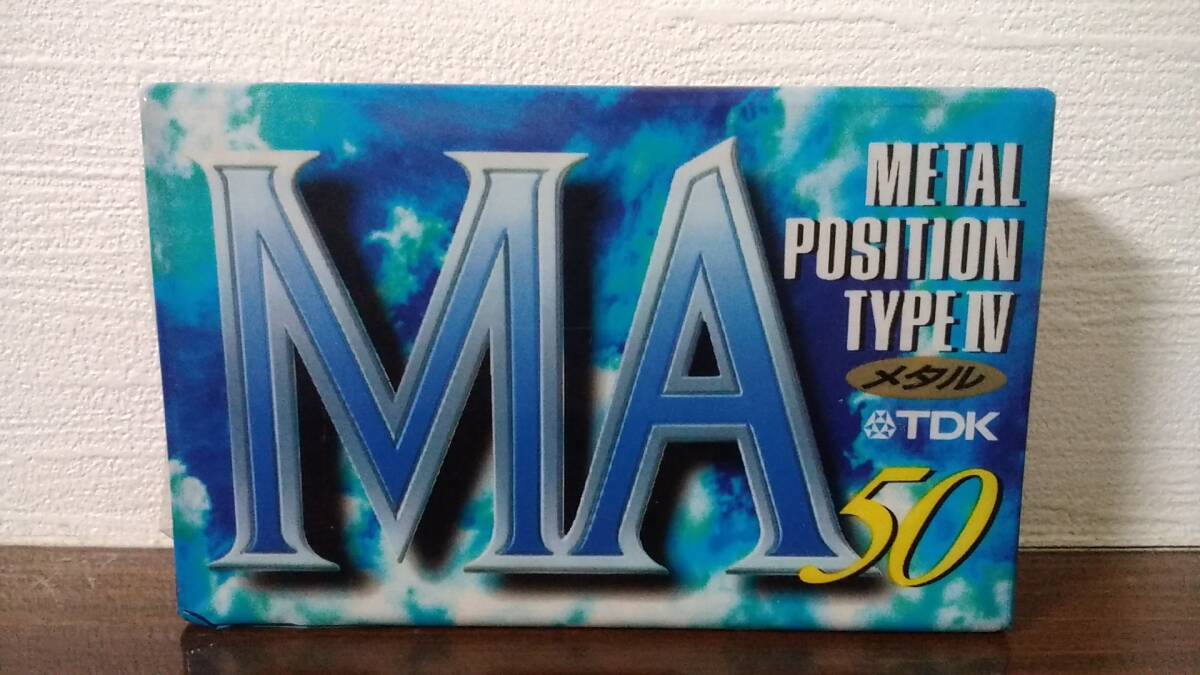 MA
METAL
POSITION
TYPE IV
メタル
TDK
50